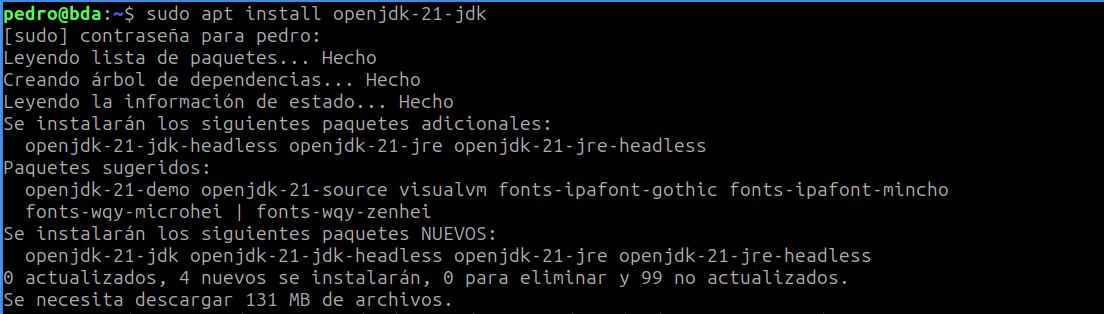 pedro@bda:~$ sudo apt install openjdk-21-jdk
[sudo] contraseña para pedro:
Leyendo lista de paquetes... Hecho
Creando árbol de dependencias... Hecho
Leyendo la información de estado... Hecho
Se instalarán los siguientes paquetes adicionales:
  openjdk-21-jdk-headless openjdk-21-jre openjdk-21-jre-headless
Paquetes sugeridos:
  openjdk-21-demo openjdk-21-source visualvm fonts-ipafont-gothic fonts-ipafont-mincho
  fonts-wqy-microhei | fonts-wqy-zenhei
Se instalarán los siguientes paquetes NUEVOS:
  openjdk-21-jdk openjdk-21-jdk-headless openjdk-21-jre openjdk-21-jre-headless
0 actualizados, 4 nuevos se instalarán, 0 para eliminar y 99 no actualizados.
Se necesita descargar 131 MB de archivos.